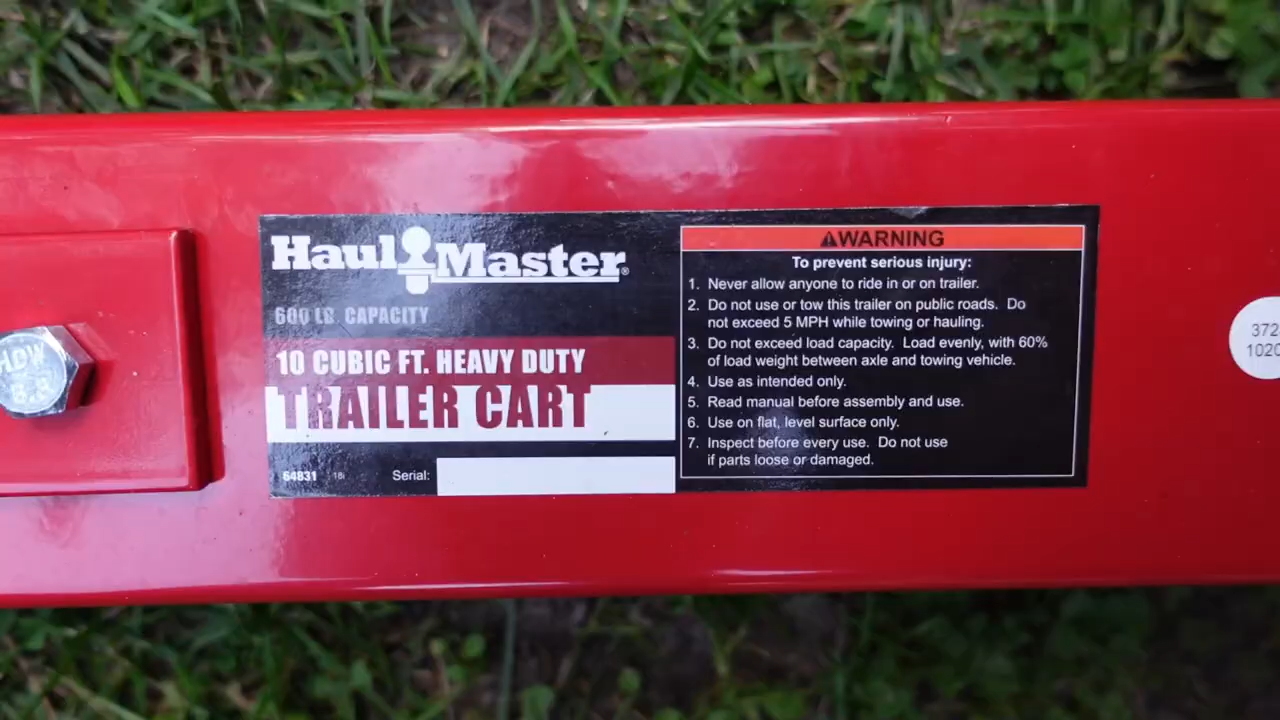 Haul Master®
600 LB. CAPACITY
10 CUBIC FT. HEAVY DUTY
TRAILER CART
64831 18i
Serial:
WARNING
To prevent serious injury:
1. Never allow anyone to ride in or on trailer.
2. Do not use or tow this trailer on public roads. Do
not exceed 5 MPH while towing or hauling.
3. Do not exceed load capacity. Load evenly, with 60%
of load weight between axle and towing vehicle.
4. Use as intended only.
5. Read manual before assembly and use.
6. Use on flat, level surface only.
7. Inspect before every use. Do not use
if parts loose or damaged.
HDW
8.8
372
1020